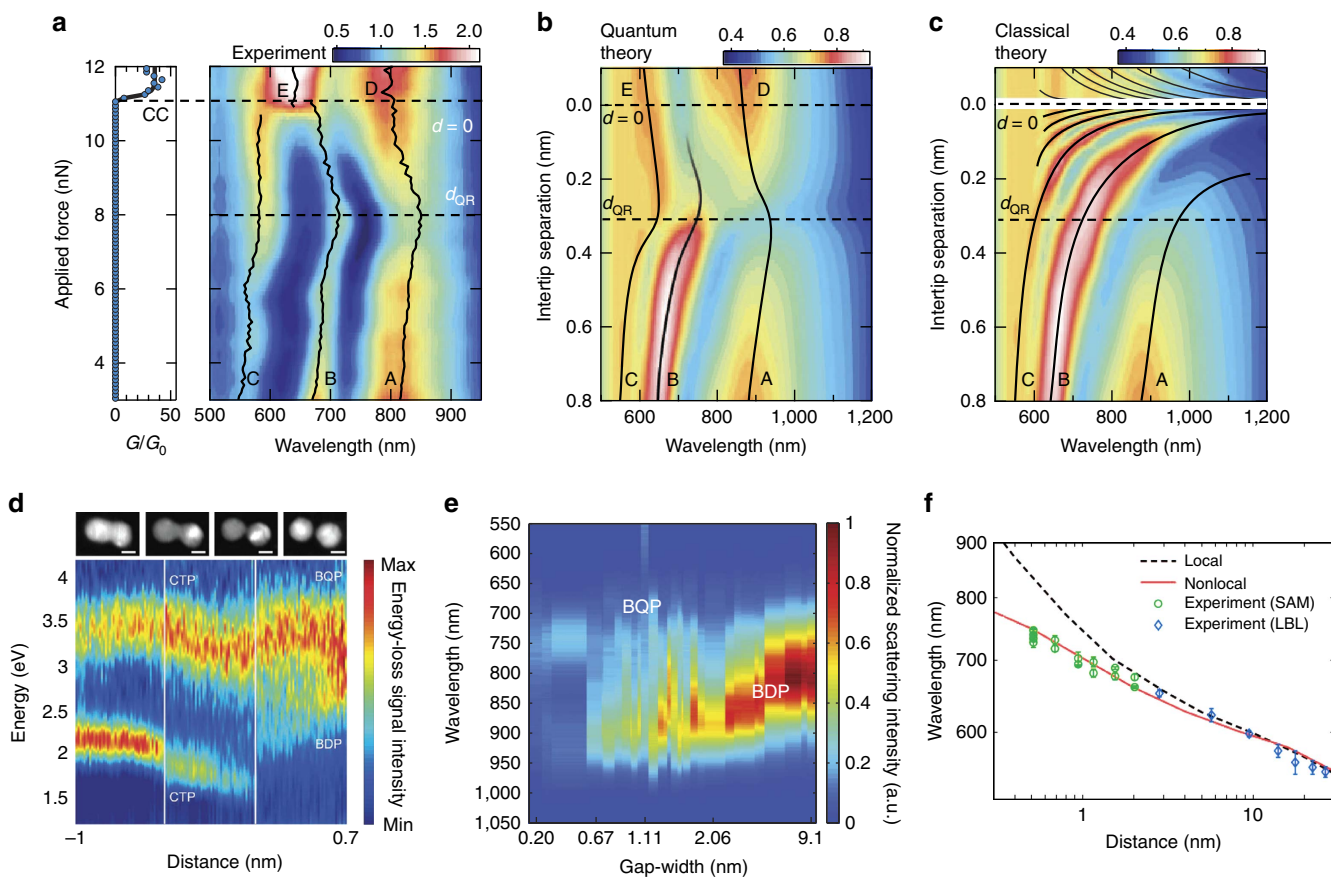 a
Experiment
0.5 1.0 1.5 2.0
Applied force (nN)
12
10
8
6
4
CC
E
D
d = 0
dQR
C
B
A
0 50
G/G0
500 600 700 800 900
Wavelength (nm)
b
Quantum
theory
0.4 0.6 0.8
Intertip separation (nm)
0.0
0.2
0.4
0.6
0.8
E
D
d = 0
dQR
C
B
A
600 800 1,000
Wavelength (nm)
c
Classical
theory
0.4 0.6 0.8
Intertip separation (nm)
0.0
0.2
0.4
0.6
0.8
d = 0
dQR
C
B
A
600 800 1,000 1,200
Wavelength (nm)
d
Energy (eV)
4
3.5
3
2.5
2
1.5
CTP
BQP
CTP
BDP
–1 0.7
Distance (nm)
Max
Energy-loss signal intensity
Min
e
Wavelength (nm)
550
600
650
700
750
800
850
900
950
1,000
1,050
BQP
BDP
0.20 0.67 1.11 2.06 9.1
Gap-width (nm)
1
0.8
0.6
0.4
0.2
0
Normalized scattering intensity (a.u.)
f
Wavelength (nm)
900
800
700
600
Local
Nonlocal
Experiment (SAM)
Experiment (LBL)
1 10
Distance (nm)